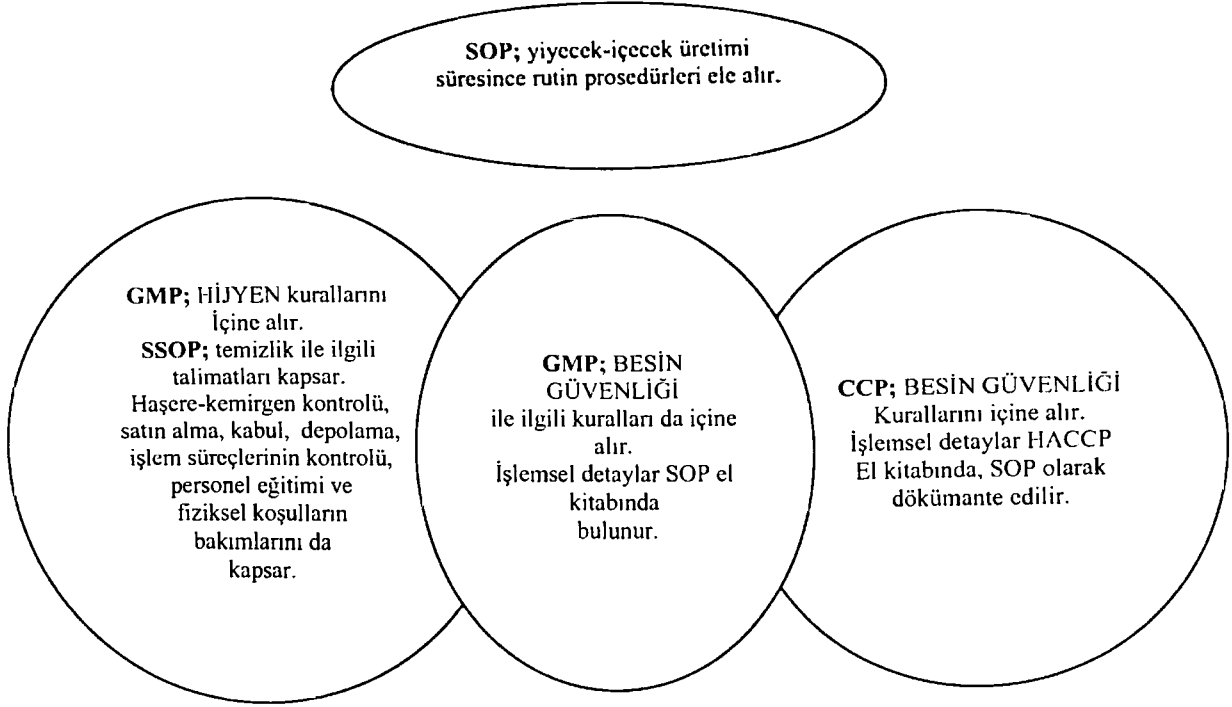 SOP; yiyecek-içecek üretimi
süresince rutin prosedürleri ele alır.
GMP; HİJYEN kurallarını
İçine alır.
SSOP; temizlik ile ilgili
talimatları kapsar.
Haşere-kemirgen kontrolü,
satın alma, kabul, depolama,
işlem süreçlerinin kontrolü,
personel eğitimi ve
fiziksel koşulların
bakımlarını da
kapsar.
GMP; BESİN
GÜVENLİĞİ
ile ilgili kuralları da içine
alır.
İşlemsel detaylar SOP el
kitabında
bulunur.
CCP; BESİN GÜVENLİĞİ
Kurallarını içine alır.
İşlemsel detaylar HACCP
El kitabında, SOP olarak
dökümante edilir.